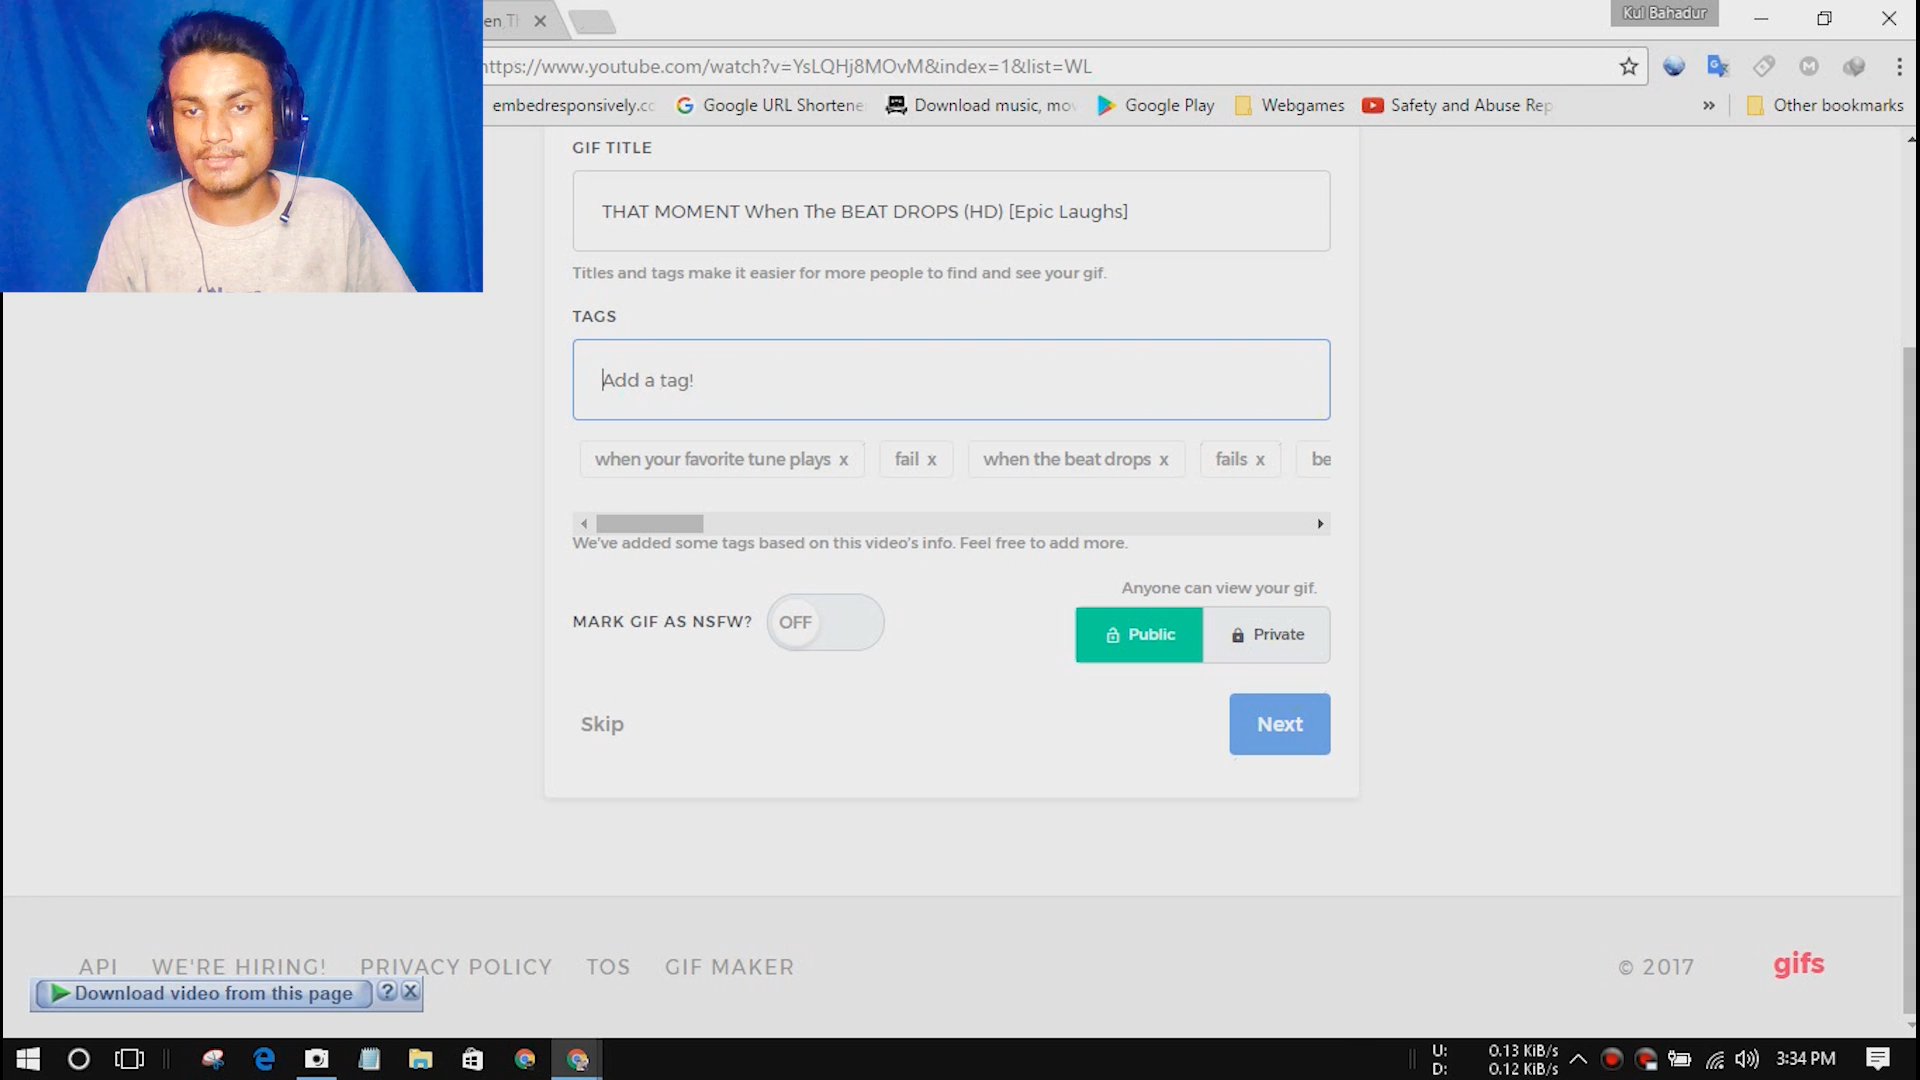 en Th
Kul Bahadur
https://www.youtube.com/watch?v=YsLQHj8MOvM&index=1&list=WL
embedresponsively.co
Google URL Shortene
Download music, mov
Google Play
Webgames
Safety and Abuse Rep
»
Other bookmarks
GIF TITLE
THAT MOMENT When The BEAT DROPS (HD) [Epic Laughs]
Titles and tags make it easier for more people to find and see your gif.
TAGS
Add a tag!
when your favorite tune plays x
fail x
when the beat drops x
fails x
be
We've added some tags based on this video's info. Feel free to add more.
Anyone can view your gif.
MARK GIF AS NSFW?
OFF
Public
Private
Skip
Next
API
WE'RE HIRING!
PRIVACY POLICY
TOS
GIF MAKER
© 2017
gifs
Download video from this page
?
U: 0.13 KiB/s
D: 0.12 KiB/s
3:34 PM